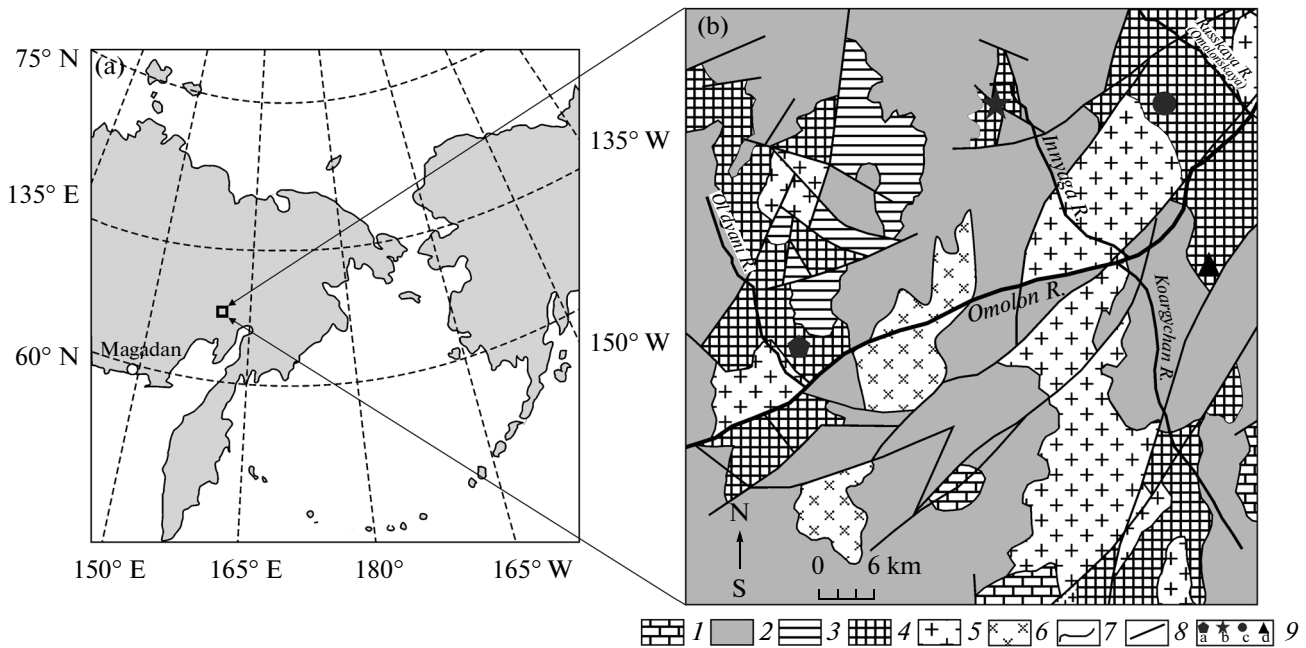 75° N
(a)
135° E
60° N
Magadan
150° E 165° E 180° 165° W
135° W
150° W
(b)
Russkaya R.
(Omolonskaya)
Innyaga R.
Ol'dyani R.
Omolon R.
Koargychan R.
N
S
0 6 km
1 2 3 4 5 6 7 8 a b c d 9